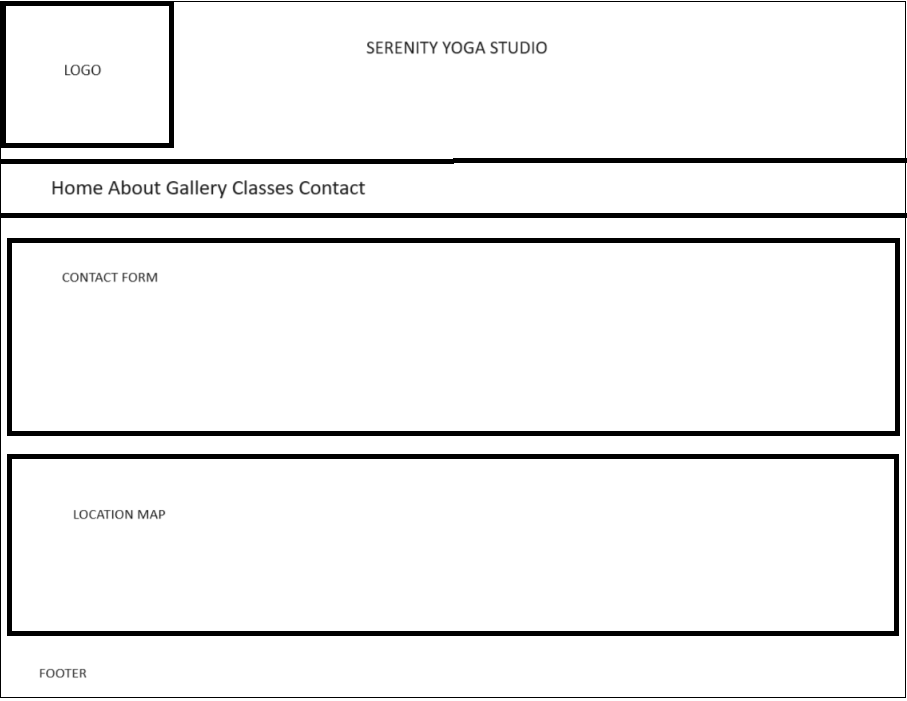 LOGO
SERENITY YOGA STUDIO
Home About Gallery Classes Contact
CONTACT FORM
LOCATION MAP
FOOTER